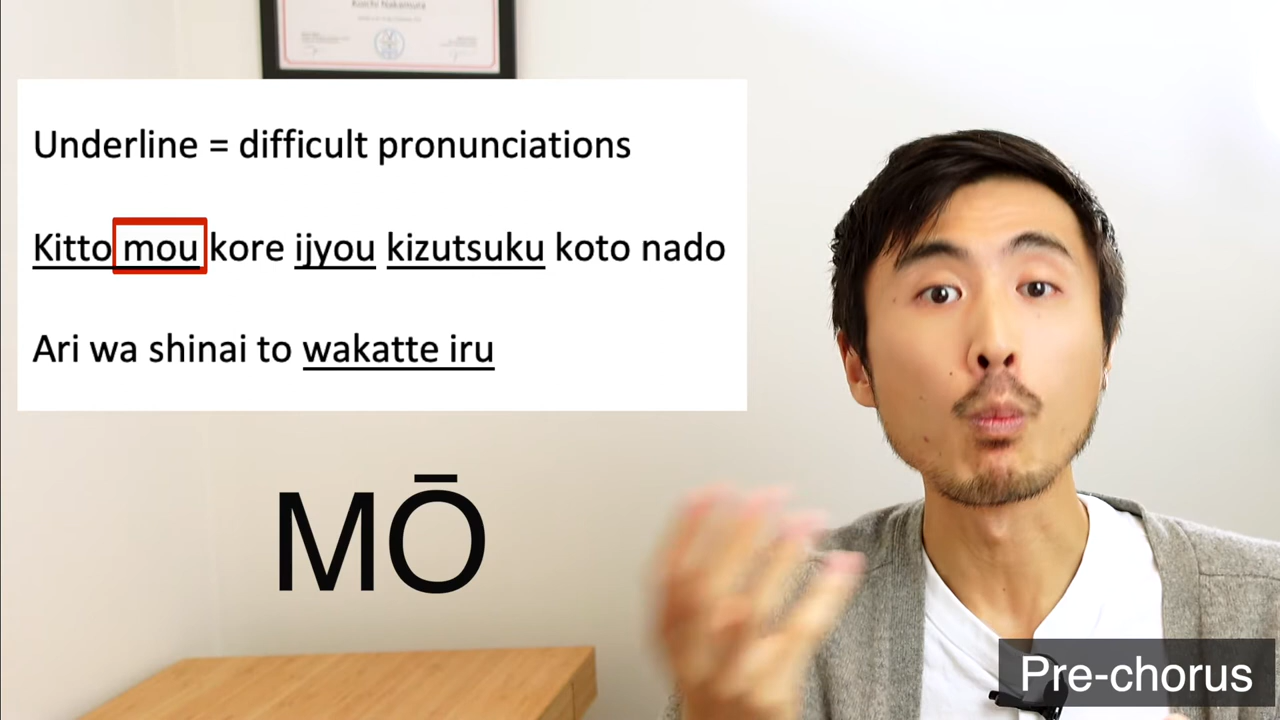 Koichi Nakamura
Underline = difficult pronunciations
Kitto mou kore ijyou kizutsuku koto nado
Ari wa shinai to wakatte iru
MŌ
Pre-chorus